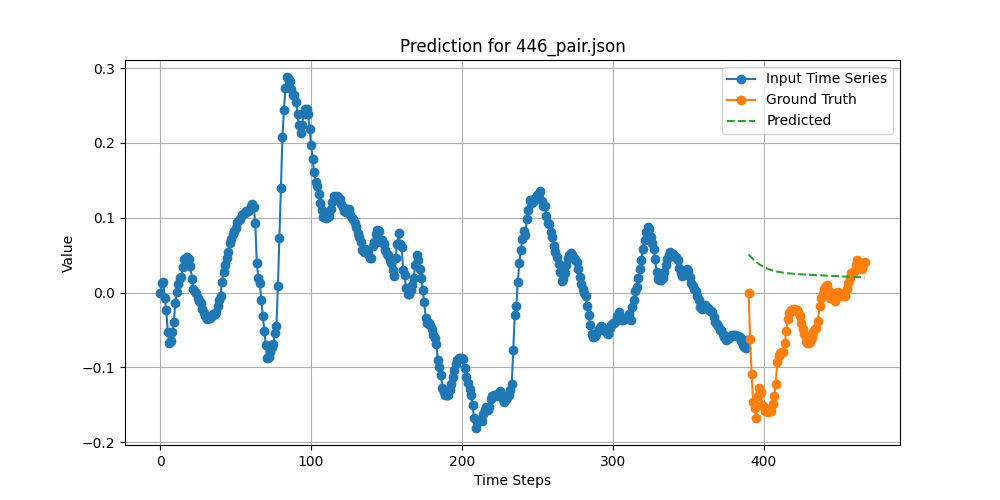 Prediction for 446_pair.json
Input Time Series
Ground Truth
Predicted
Value
0.3
0.2
0.1
0.0
−0.1
−0.2
0
100
200
300
400
Time Steps